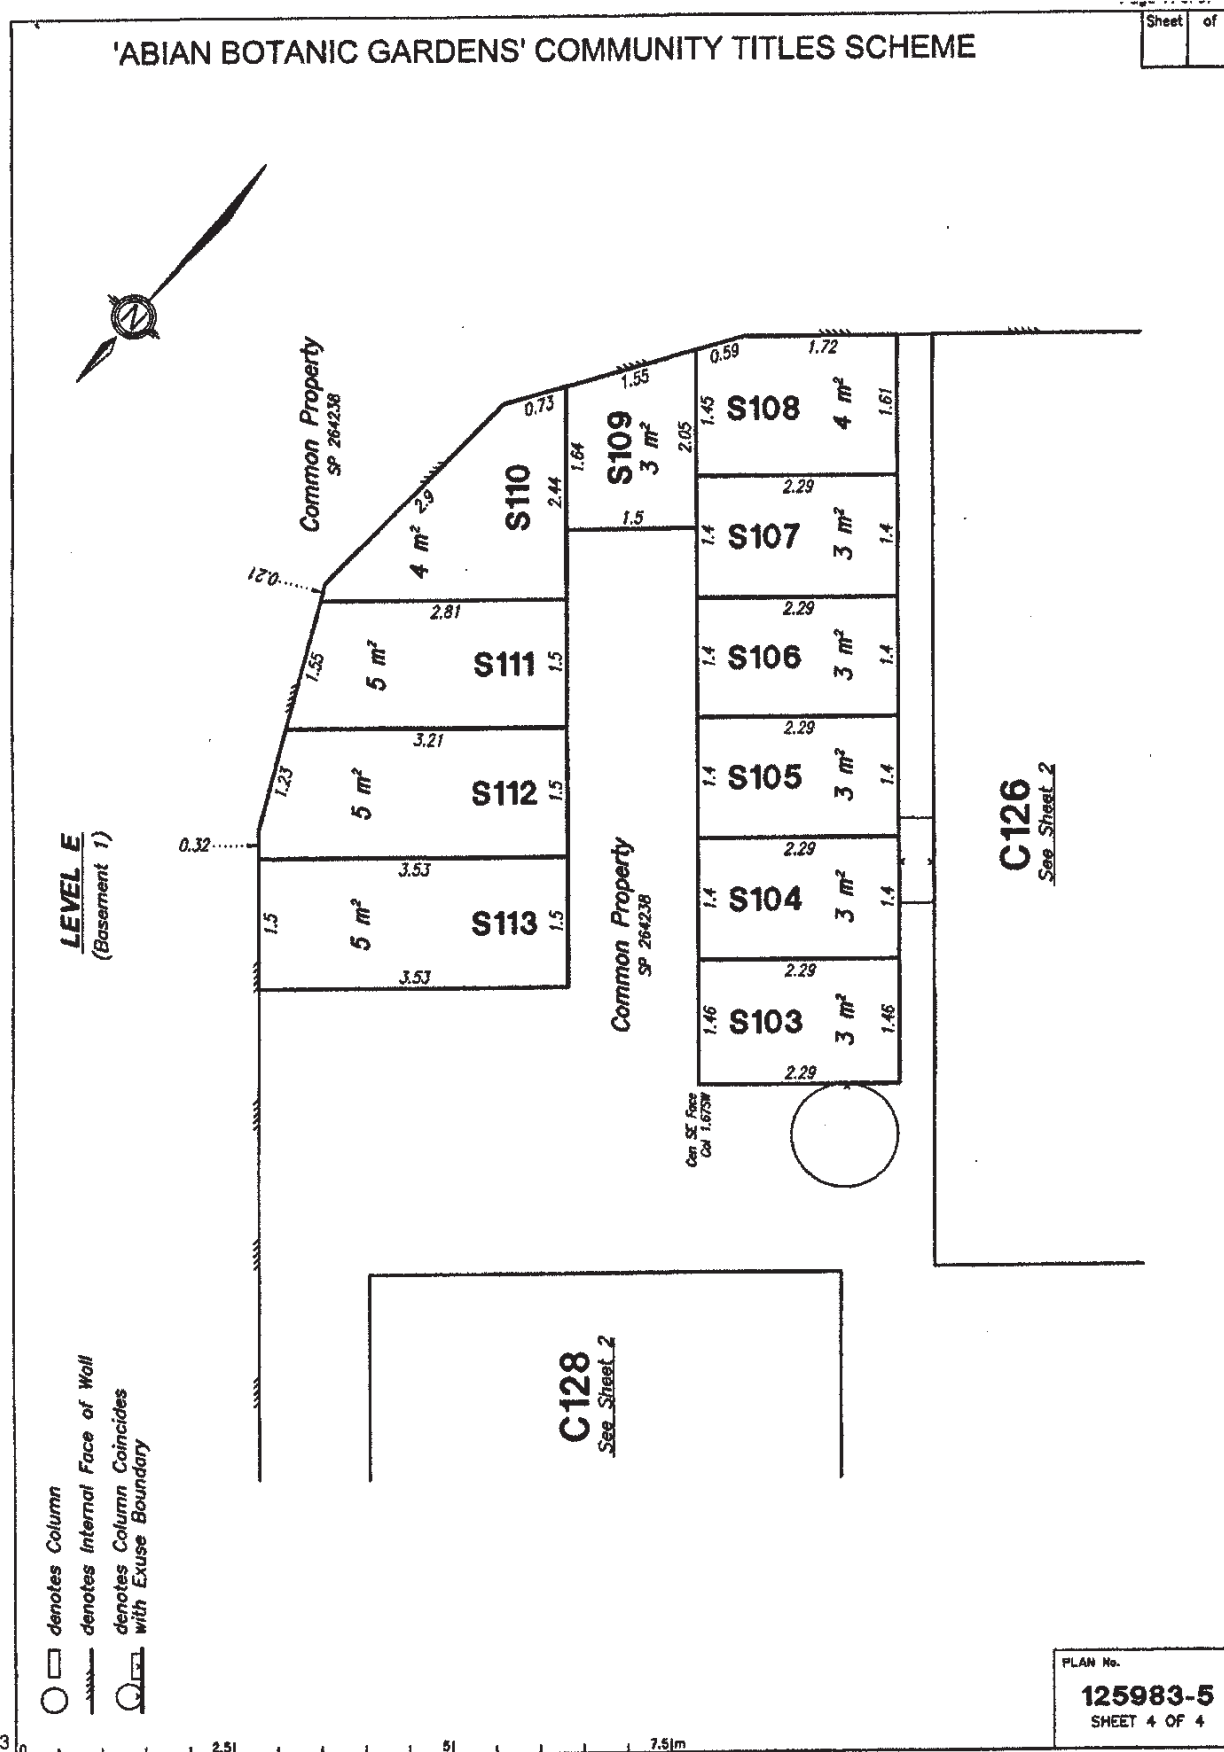 Sheet of
'ABIAN BOTANIC GARDENS' COMMUNITY TITLES SCHEME
N
Common Property
SP 264238
0.59
1.72
1.55
0.73
1.45
S108
4 m²
1.61
S109
3 m²
2.05
1.64
2.44
S110
4 m²
2.9
2.29
1.5
1.4
S107
3 m²
1.4
0.21
2.81
2.29
1.55
5 m²
S111
1.5
1.4
S106
3 m²
1.4
3.21
2.29
1.23
5 m²
S112
1.5
1.4
S105
3 m²
1.4
C126
See Sheet 2
LEVEL E
(Basement 1)
0.32
3.53
2.29
1.5
5 m²
S113
1.5
Common Property
SP 264238
1.4
S104
3 m²
1.4
3.53
2.29
1.46
S103
3 m²
1.46
2.29
Cen SE Face
Col 1.675W
C128
See Sheet 2
denotes Column
denotes Internal Face of Wall
denotes Column Coincides
with Exuse Boundary
PLAN No.
125983-5
SHEET 4 OF 4
3
0 2.5 5 7.5 m